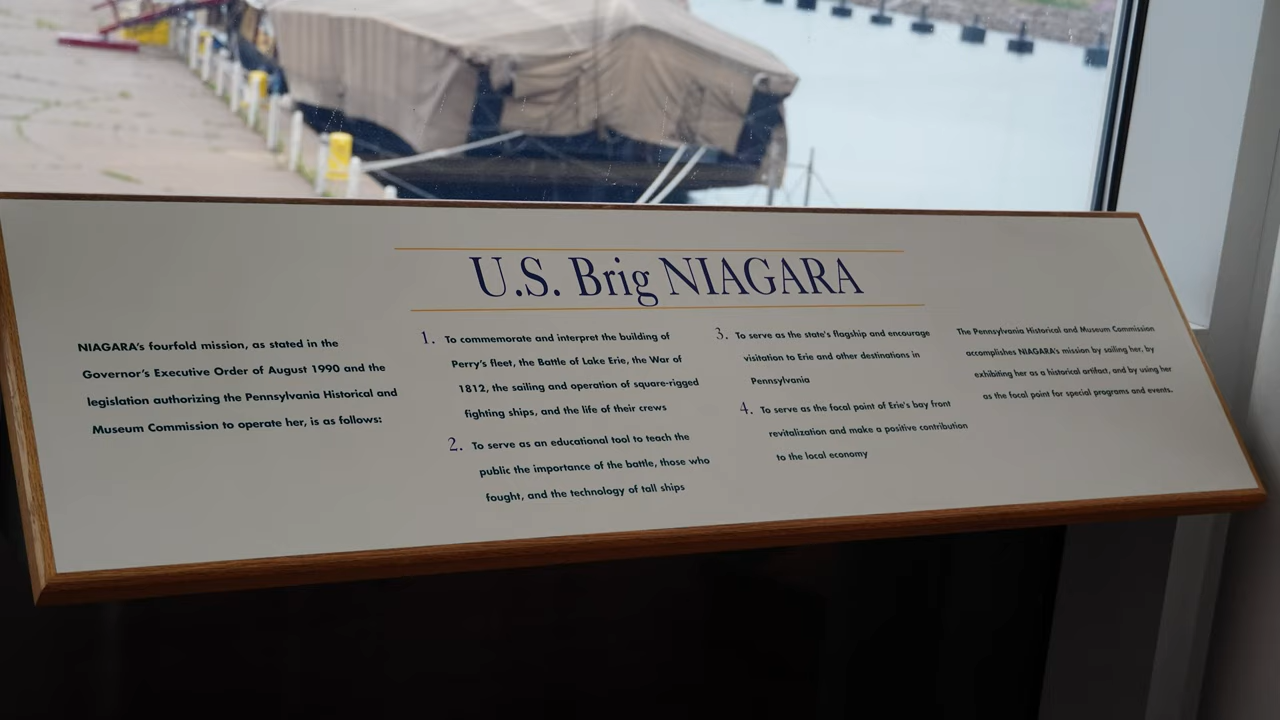 U.S. Brig NIAGARA
NIAGARA's fourfold mission, as stated in the
Governor's Executive Order of August 1990 and the
legislation authorizing the Pennsylvania Historical and
Museum Commission to operate her, is as follows:
1. To commemorate and interpret the building of
Perry's fleet, the Battle of Lake Erie, the War of
1812, the sailing and operation of square-rigged
fighting ships, and the life of their crews
2. To serve as an educational tool to teach the
public the importance of the battle, those who
fought, and the technology of tall ships
3. To serve as the state's flagship and encourage
visitation to Erie and other destinations in
Pennsylvania
4. To serve as the focal point of Erie's bay front
revitalization and make a positive contribution
to the local economy
The Pennsylvania Historical and Museum Commission
accomplishes NIAGARA's mission by sailing her, by
exhibiting her as a historical artifact, and by using her
as the focal point for special programs and events.